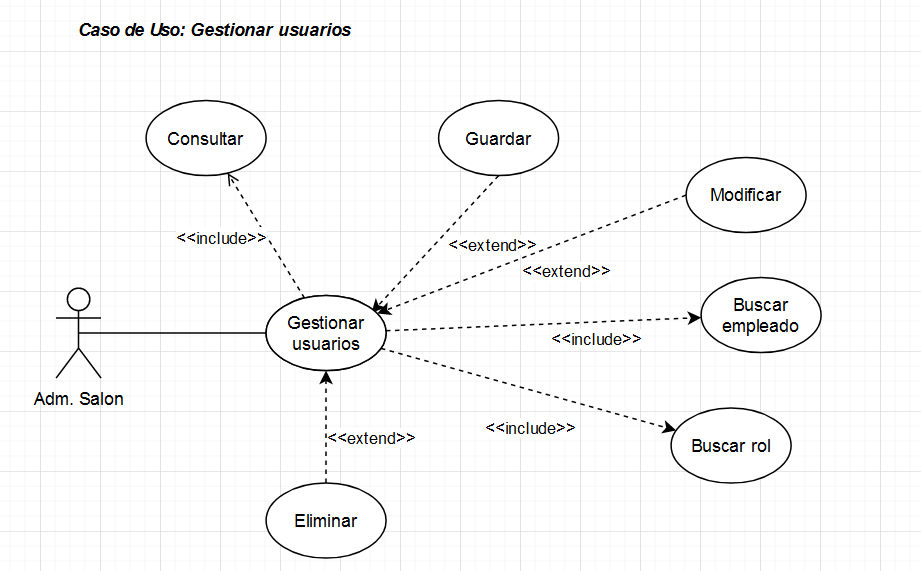 Caso de Uso: Gestionar usuarios
Consultar
Guardar
Modificar
<<include>>
<<extend>>
<<extend>>
Buscar
empleado
Gestionar
usuarios
<<include>>
Adm. Salon
<<include>>
<<extend>>
Buscar rol
Eliminar